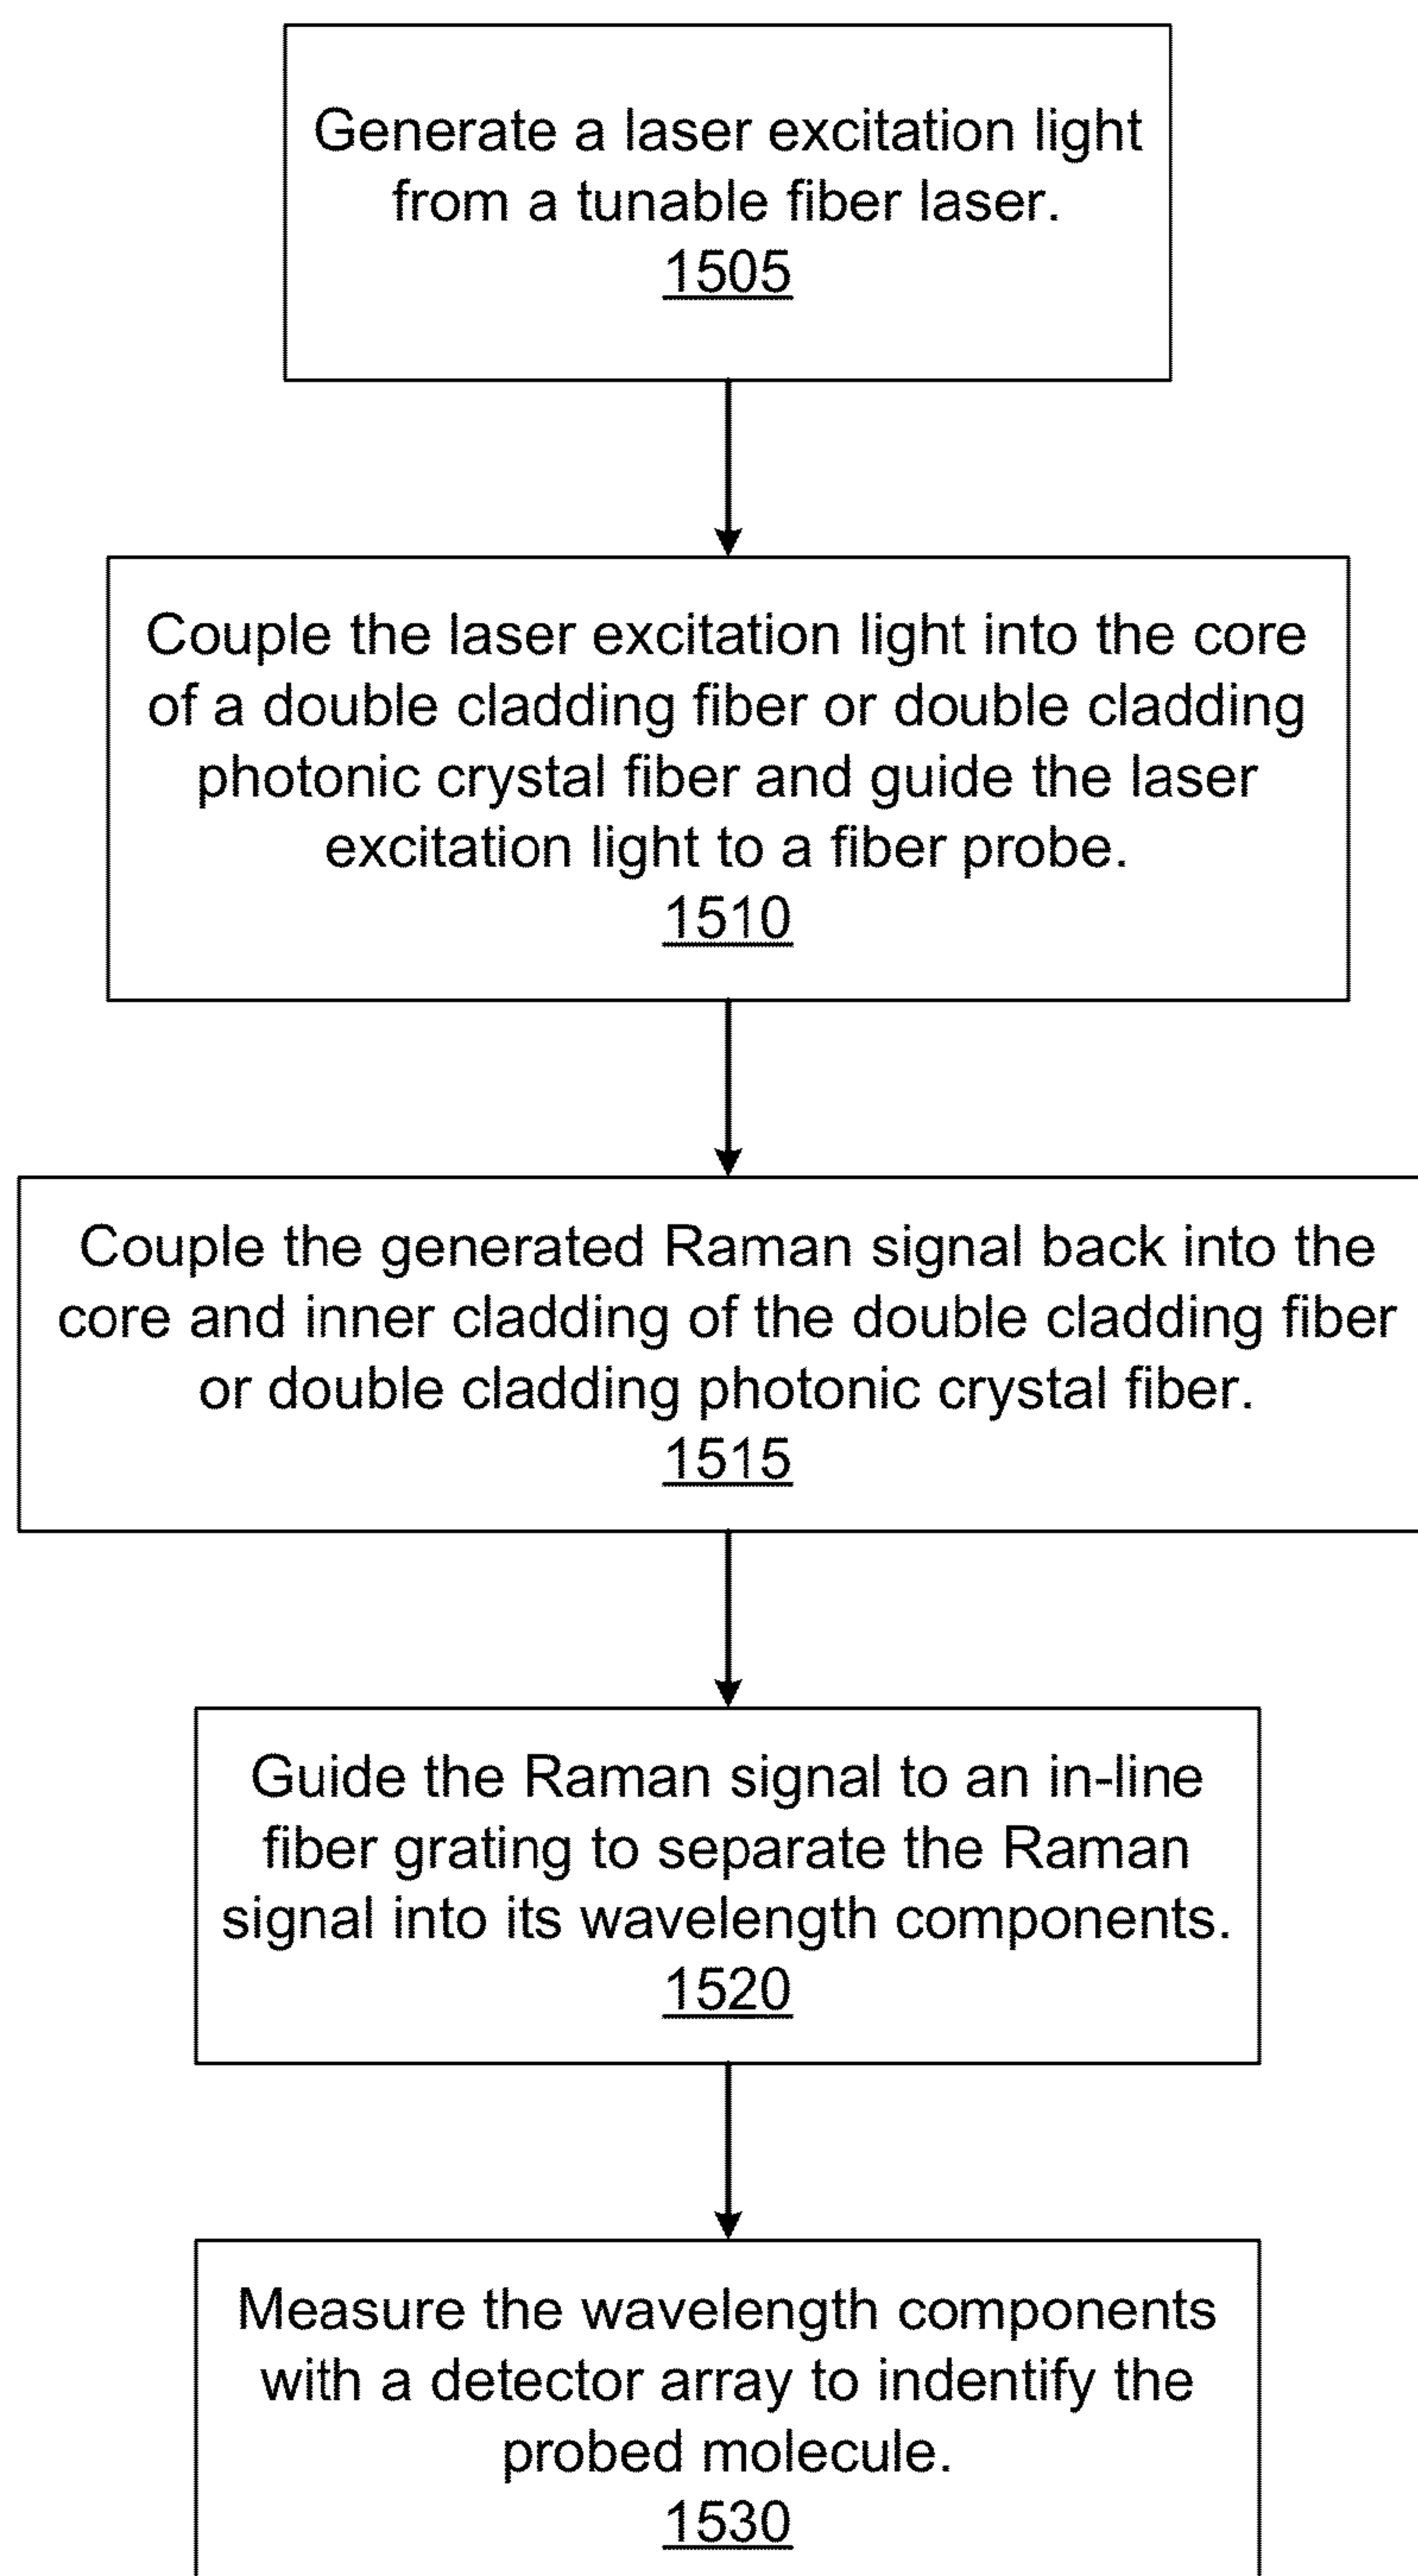 Generate a laser excitation light
from a tunable fiber laser.
1505
Couple the laser excitation light into the core
of a double cladding fiber or double cladding
photonic crystal fiber and guide the laser
excitation light to a fiber probe.
1510
Couple the generated Raman signal back into the
core and inner cladding of the double cladding fiber
or double cladding photonic crystal fiber.
1515
Guide the Raman signal to an in-line
fiber grating to separate the Raman
signal into its wavelength components.
1520
Measure the wavelength components
with a detector array to indentify the
probed molecule.
1530